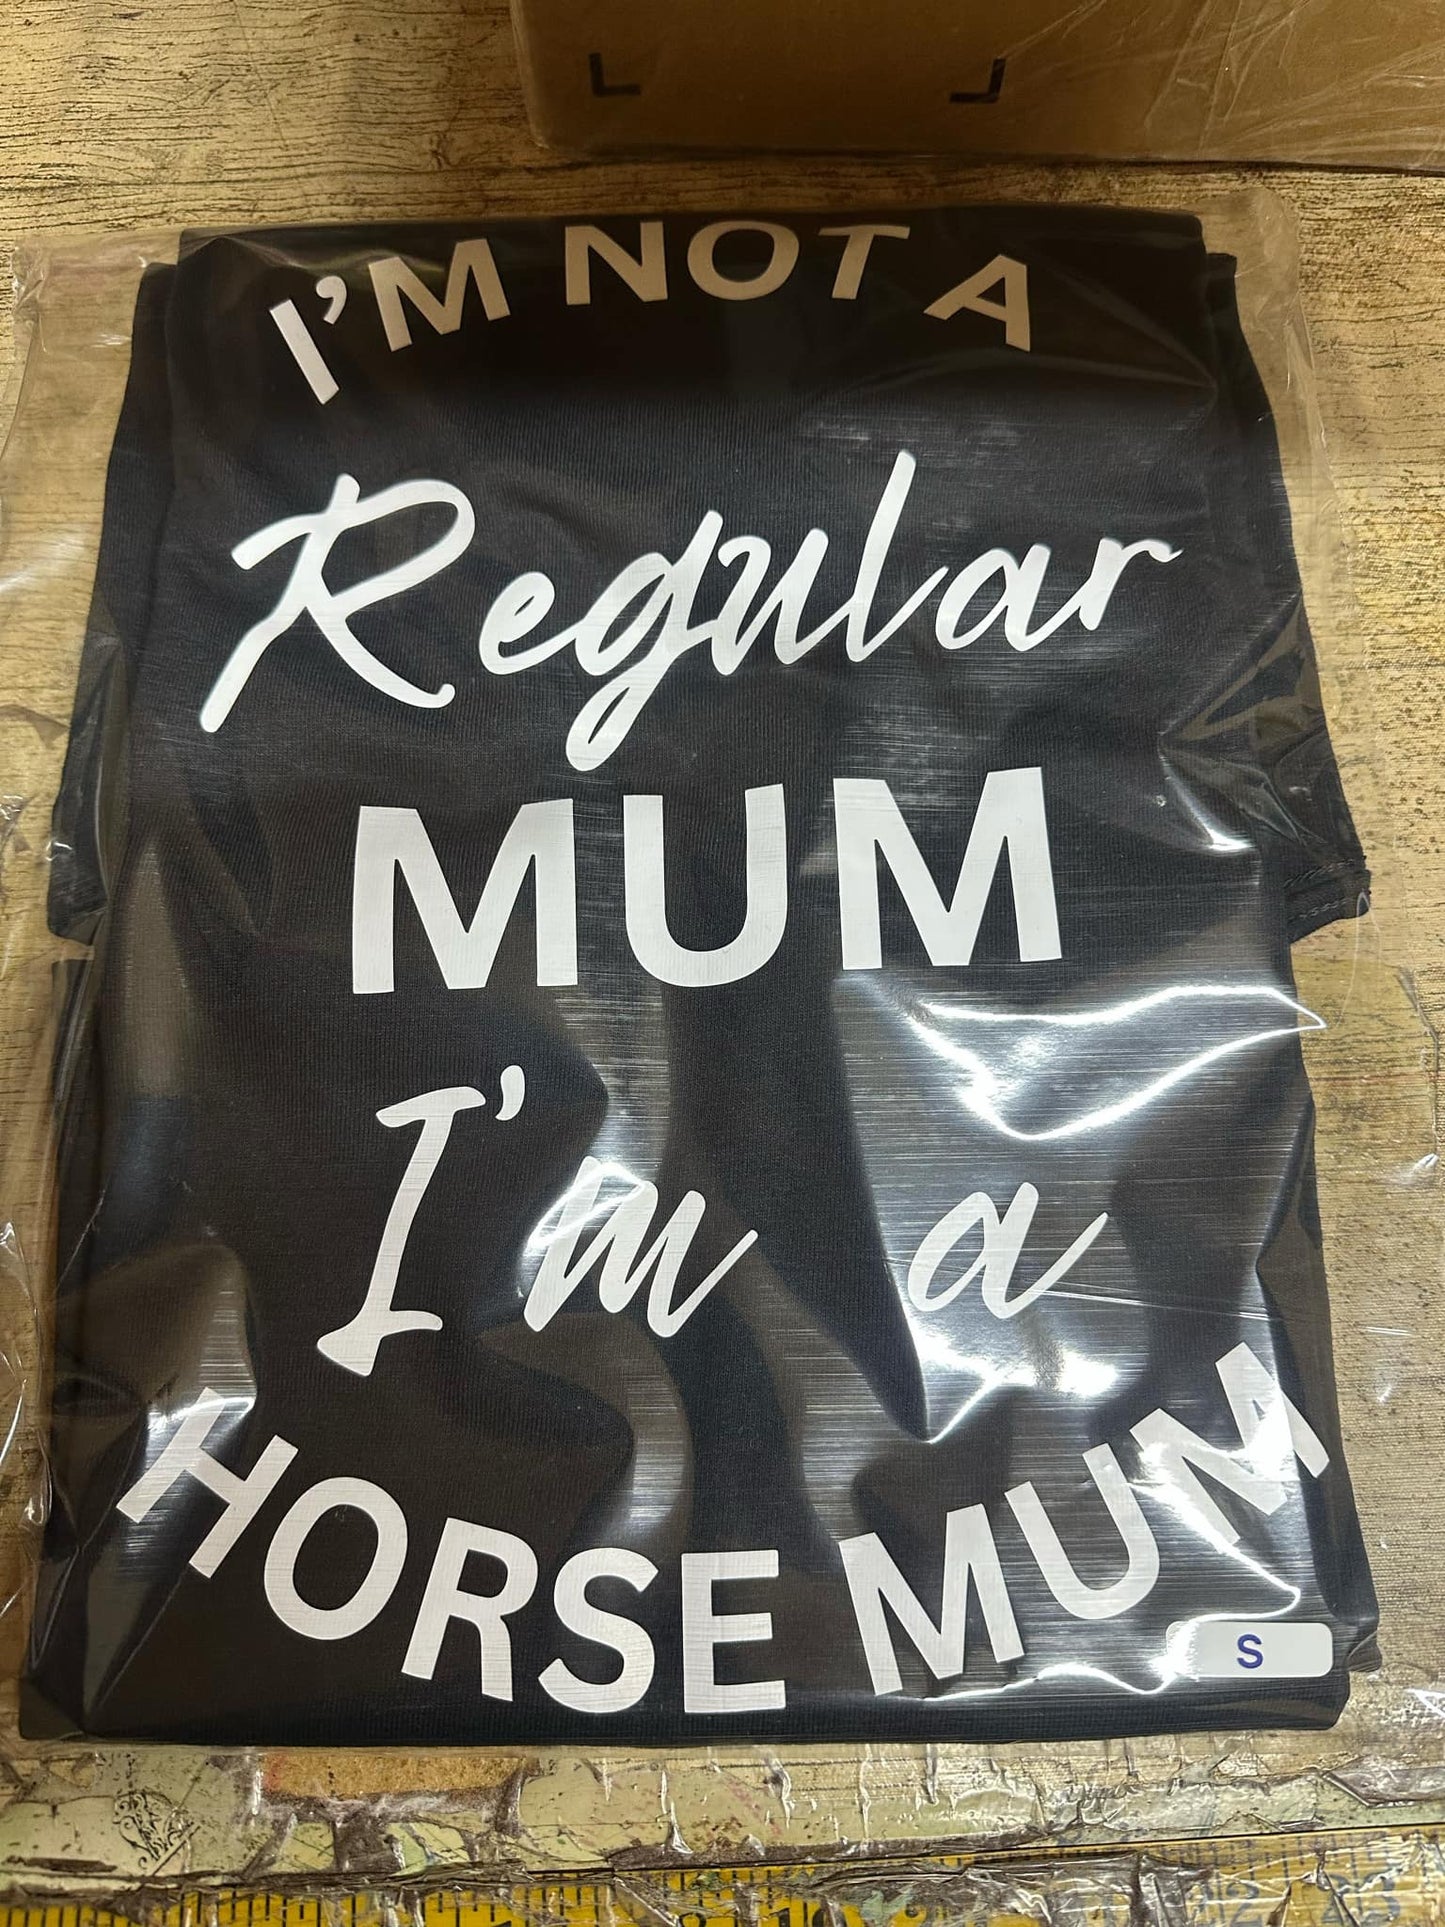 I'M NOT A
Regular
MUM
I'm a
HORSE MUM
S